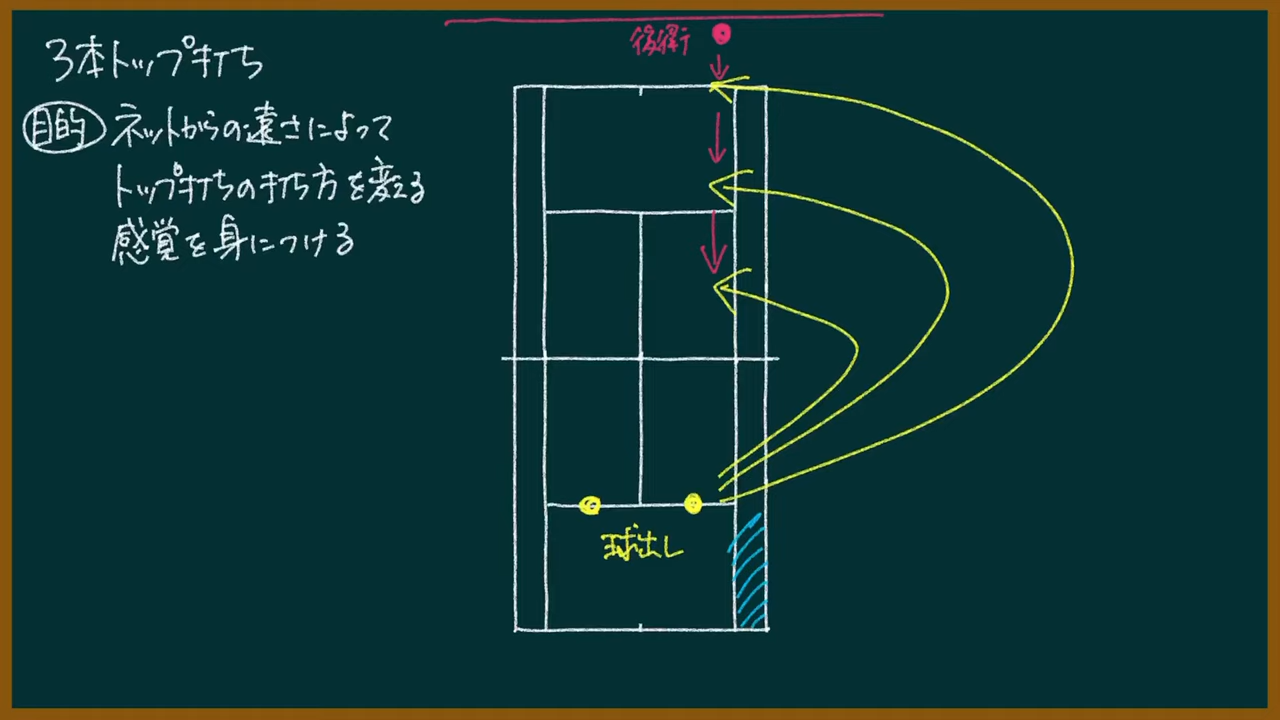 3本トップ打ち
目的 ネットからの遠さによって
トップ打ちの打ち方を変える
感覚を身につける
後衛
球出し